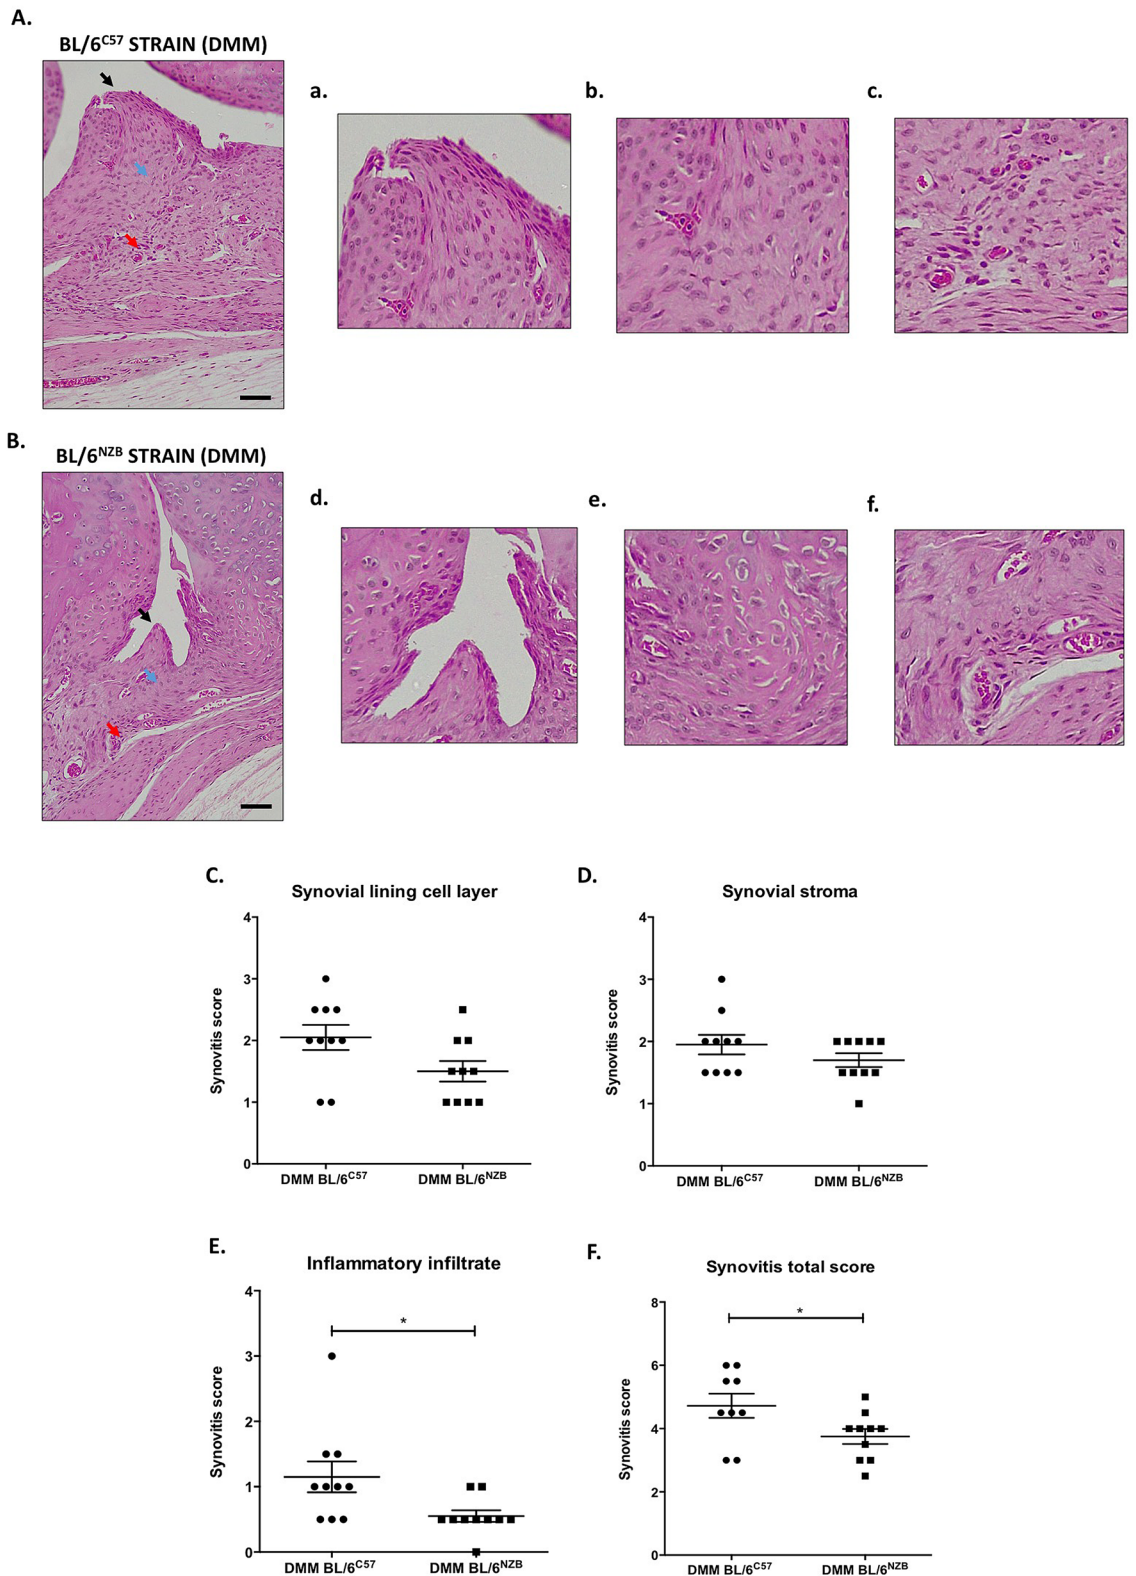 A.
BL/6C57 STRAIN (DMM)
a.
b.
c.
B.
BL/6NZB STRAIN (DMM)
d.
e.
f.
C.
Synovial lining cell layer
4
3
2
1
0
Synovitis score
DMM BL/6C57
DMM BL/6NZB
D.
Synovial stroma
4
3
2
1
0
Synovitis score
DMM BL/6C57
DMM BL/6NZB
E.
Inflammatory infiltrate
*
4
3
2
1
0
Synovitis score
DMM BL/6C57
DMM BL/6NZB
F.
Synovitis total score
*
8
6
4
2
0
Synovitis score
DMM BL/6C57
DMM BL/6NZB